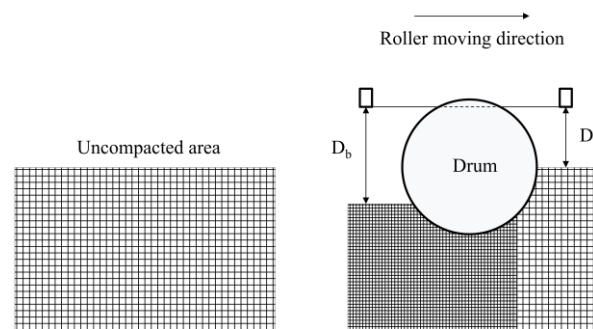 Roller moving direction
Uncompacted area
D
D_b
Drum